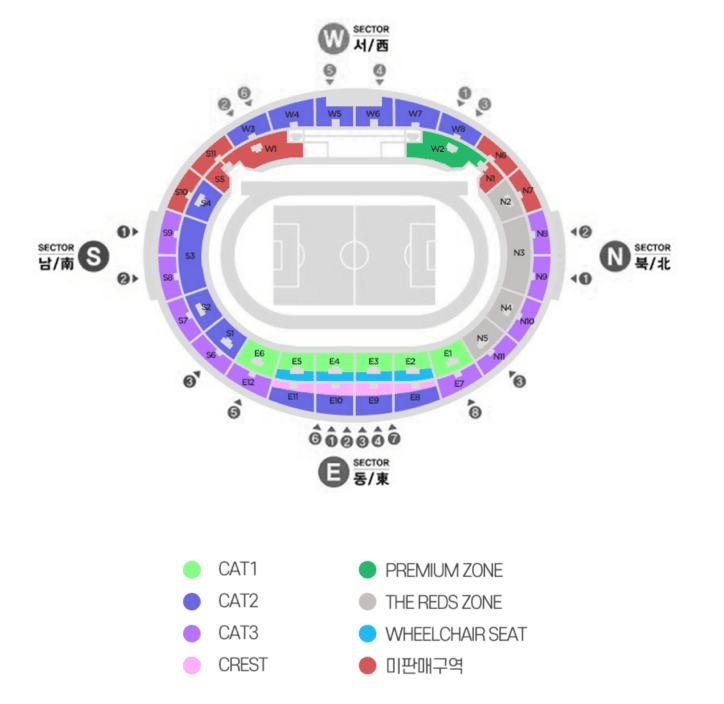 W SECTOR
서/西
5 4
6 1
2 3
W5 W6
W4 W7
W3 W8
S11 W1 W2 N6
S5 N1
S10 N7
S4 N2
1 S9 N8 2
SECTOR
남/南 S
S3 N3
N SECTOR
북/北
2 S8 N9 1
S2 N4
S7 N10
S1 N5
S6 E6 E5 E4 E3 E2 E1 N11
3 E12 E7 3
E11 E10 E9 E8
5 8
6 1 2 3 4 7
E SECTOR
동/東
CAT1
PREMIUM ZONE
CAT2
THE REDS ZONE
CAT3
WHEELCHAIR SEAT
CREST
미판매구역